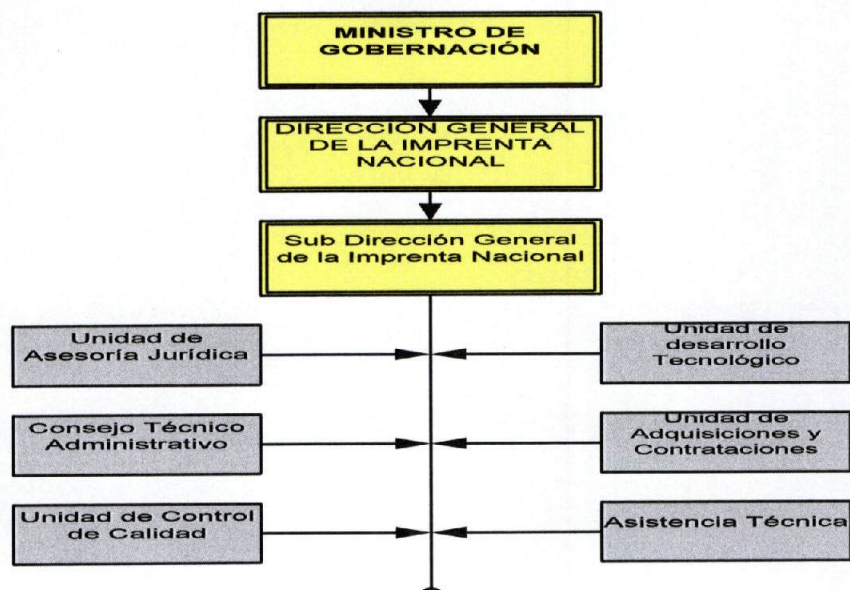 MINISTRO DE
GOBERNACIÓN
DIRECCIÓN GENERAL
DE LA IMPRENTA
NACIONAL
Sub Dirección General
de la Imprenta Nacional
Unidad de
Asesoría Jurídica
Unidad de
desarrollo
Tecnológico
Consejo Técnico
Administrativo
Unidad de
Adquisiciones y
Contrataciones
Unidad de Control
de Calidad
Asistencia Técnica